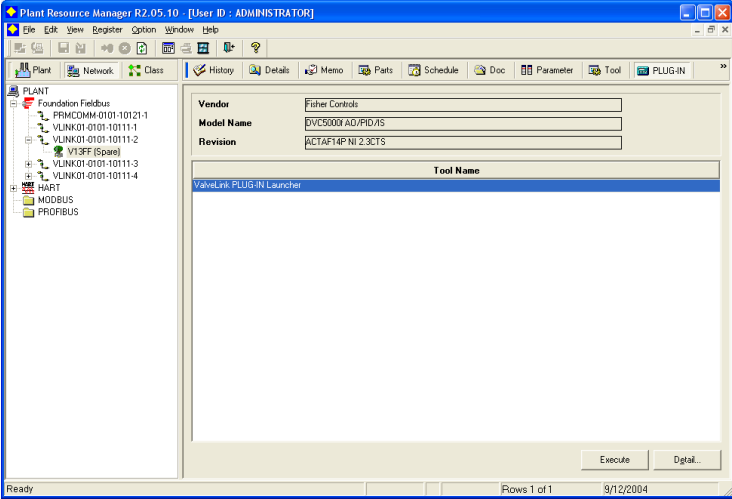 Plant Resource Manager R2.05.10 - [User ID : ADMINISTRATOR]
File Edit View Register Option Window Help
Plant Network Class History Details Memo Parts Schedule Doc Parameter Tool PLUG-IN »
PLANT
Foundation Fieldbus
PRMCOMM-0101-10121-1
VLINK01-0101-10111-1
VLINK01-0101-10111-2
V13FF (Spare)
VLINK01-0101-10111-3
VLINK01-0101-10111-4
HART
MODBUS
PROFIBUS
Vendor Fisher Controls
Model Name DVC5000f AO/PID/IS
Revision ACTAF14P NI 2.3CTS
Tool Name
ValveLink PLUG-IN Launcher
Execute Detail...
Ready Rows 1 of 1 9/12/2004